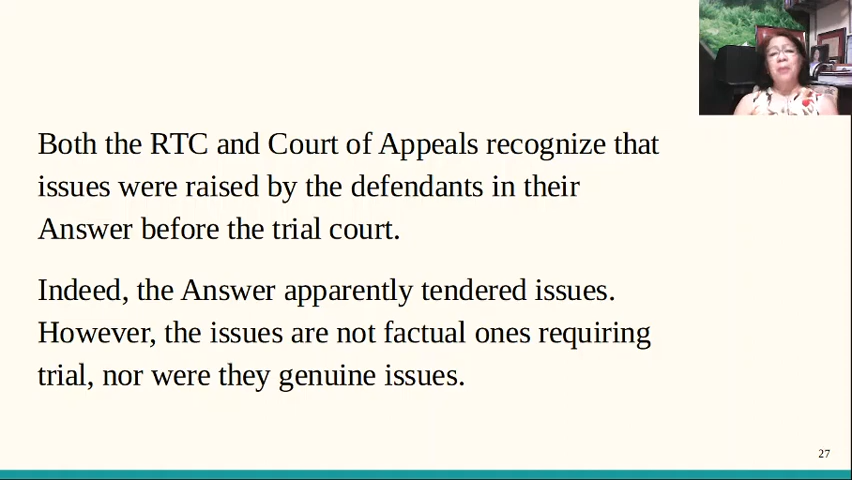 Both the RTC and Court of Appeals recognize that
issues were raised by the defendants in their
Answer before the trial court.
Indeed, the Answer apparently tendered issues.
However, the issues are not factual ones requiring
trial, nor were they genuine issues.
27